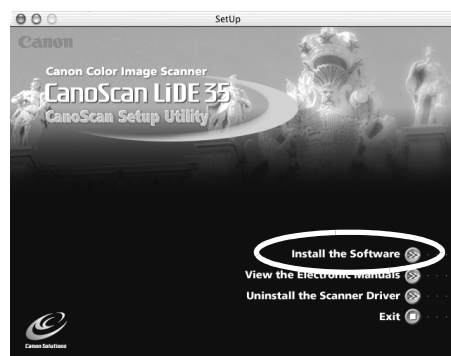 SetUp
Canon
Canon Color Image Scanner
CanoScan LiDE 35
CanoScan Setup Utility
Install the Software
View the Electronic Manuals
Uninstall the Scanner Driver
Exit
Canon Solutions